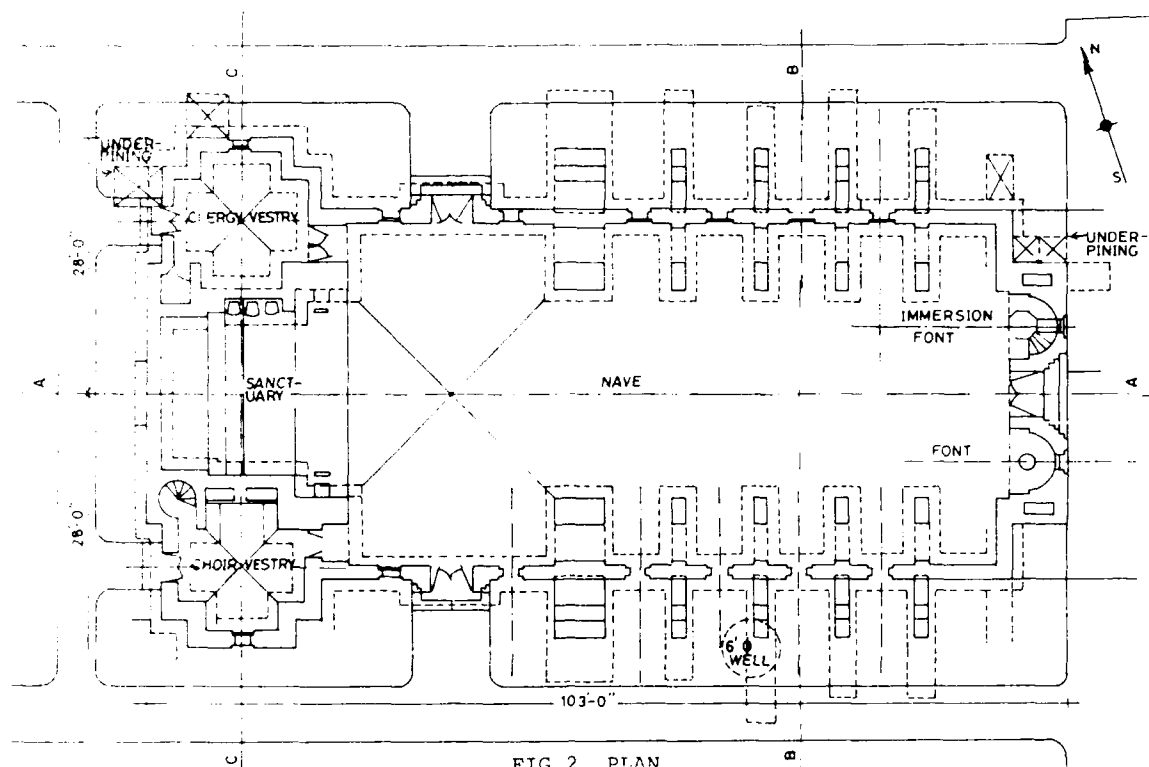 C
B
N
S
UNDER-
PINING
CLERGY VESTRY
28'-0"
UNDER-
PINING
IMMERSION
FONT
A
SANCT-
UARY
NAVE
A
FONT
28'-0"
CHOIR VESTRY
6'Φ
WELL
103'-0"
C
B
FIG 2 PLAN